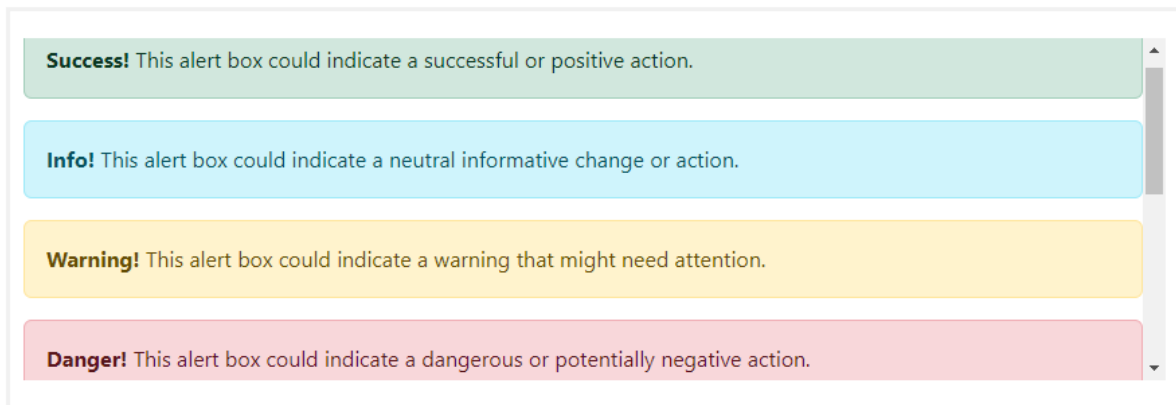 Success! This alert box could indicate a successful or positive action.
Info! This alert box could indicate a neutral informative change or action.
Warning! This alert box could indicate a warning that might need attention.
Danger! This alert box could indicate a dangerous or potentially negative action.